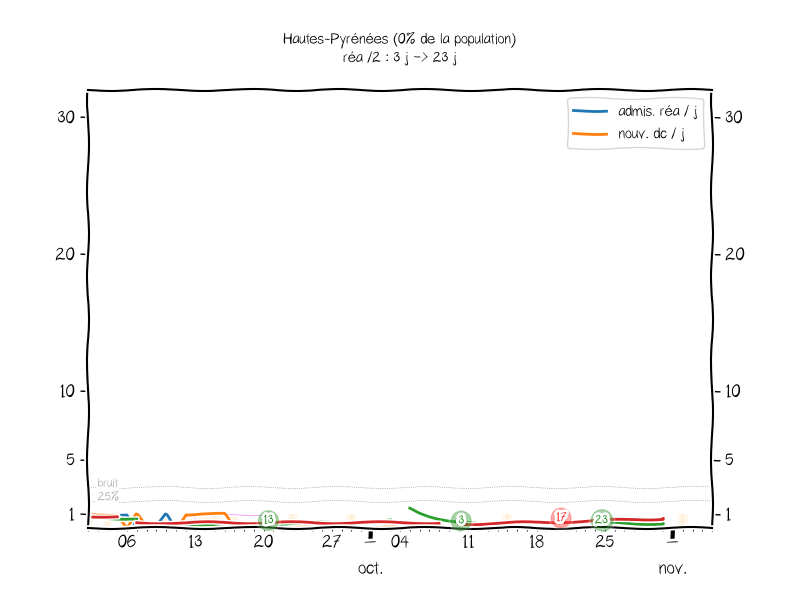 Hautes-Pyrénées (0% de la population)
réa /2 : 3 j -> 23 j
admis. réa / j
nouv. dc / j
30 30
20 20
10 10
5 5
bruit
25%
1 1
13 3 17 23
06 13 20 27 04 11 18 25
oct. nov.